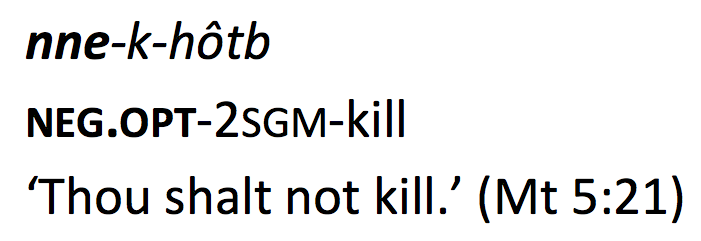 nne-k-hôtb
NEG.OPT-2SGM-kill
‘Thou shalt not kill.’ (Mt 5:21)